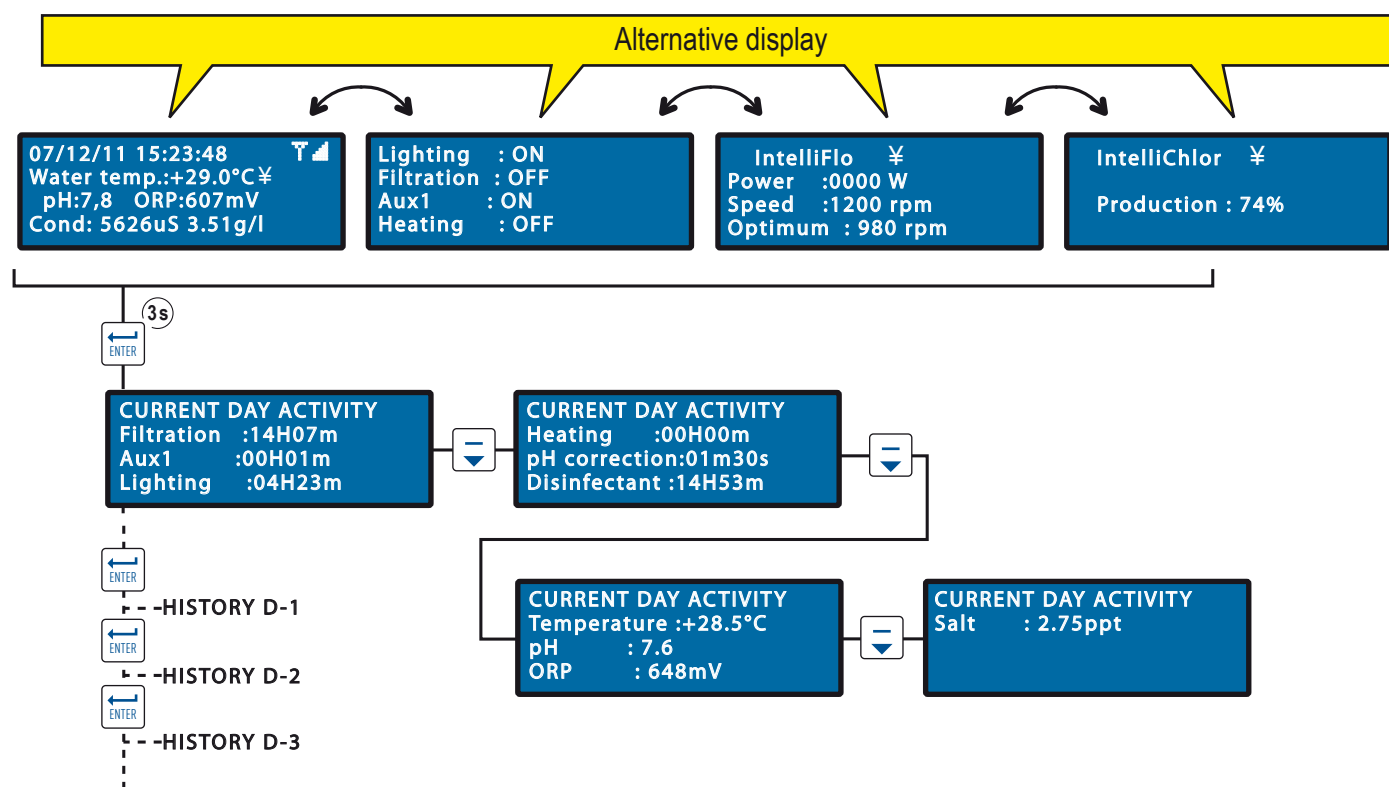 Alternative display
07/12/11 15:23:48
Water temp.:+29.0°C¥
pH:7,8 ORP:607mV
Cond: 5626uS 3.51g/l
Lighting : ON
Filtration : OFF
Aux1 : ON
Heating : OFF
IntelliFlo ¥
Power :0000 W
Speed :1200 rpm
Optimum : 980 rpm
IntelliChlor ¥
Production : 74%
3s
ENTER
CURRENT DAY ACTIVITY
Filtration :14H07m
Aux1 :00H01m
Lighting :04H23m
CURRENT DAY ACTIVITY
Heating :00H00m
pH correction:01m30s
Disinfectant :14H53m
CURRENT DAY ACTIVITY
Temperature :+28.5°C
pH : 7.6
ORP : 648mV
CURRENT DAY ACTIVITY
Salt : 2.75ppt
ENTER
HISTORY D-1
ENTER
HISTORY D-2
ENTER
HISTORY D-3